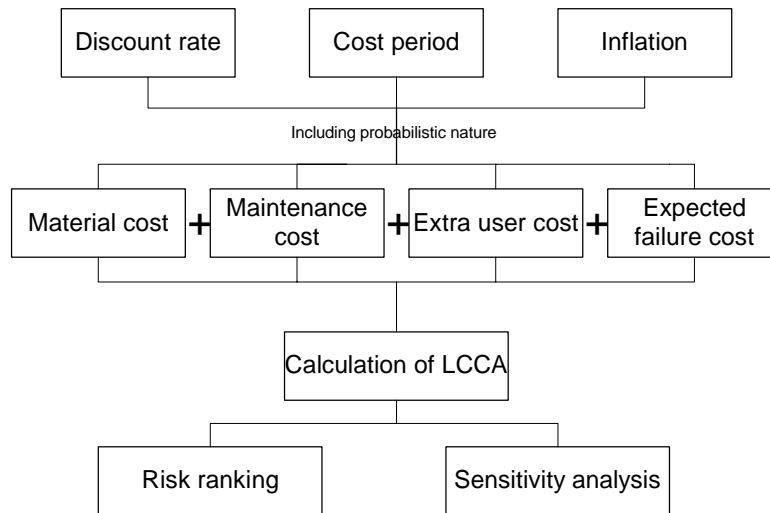 Discount rate
Cost period
Inflation
Including probabilistic nature
Material cost
+
Maintenance
cost
+
Extra user cost
+
Expected
failure cost
Calculation of LCCA
Risk ranking
Sensitivity analysis